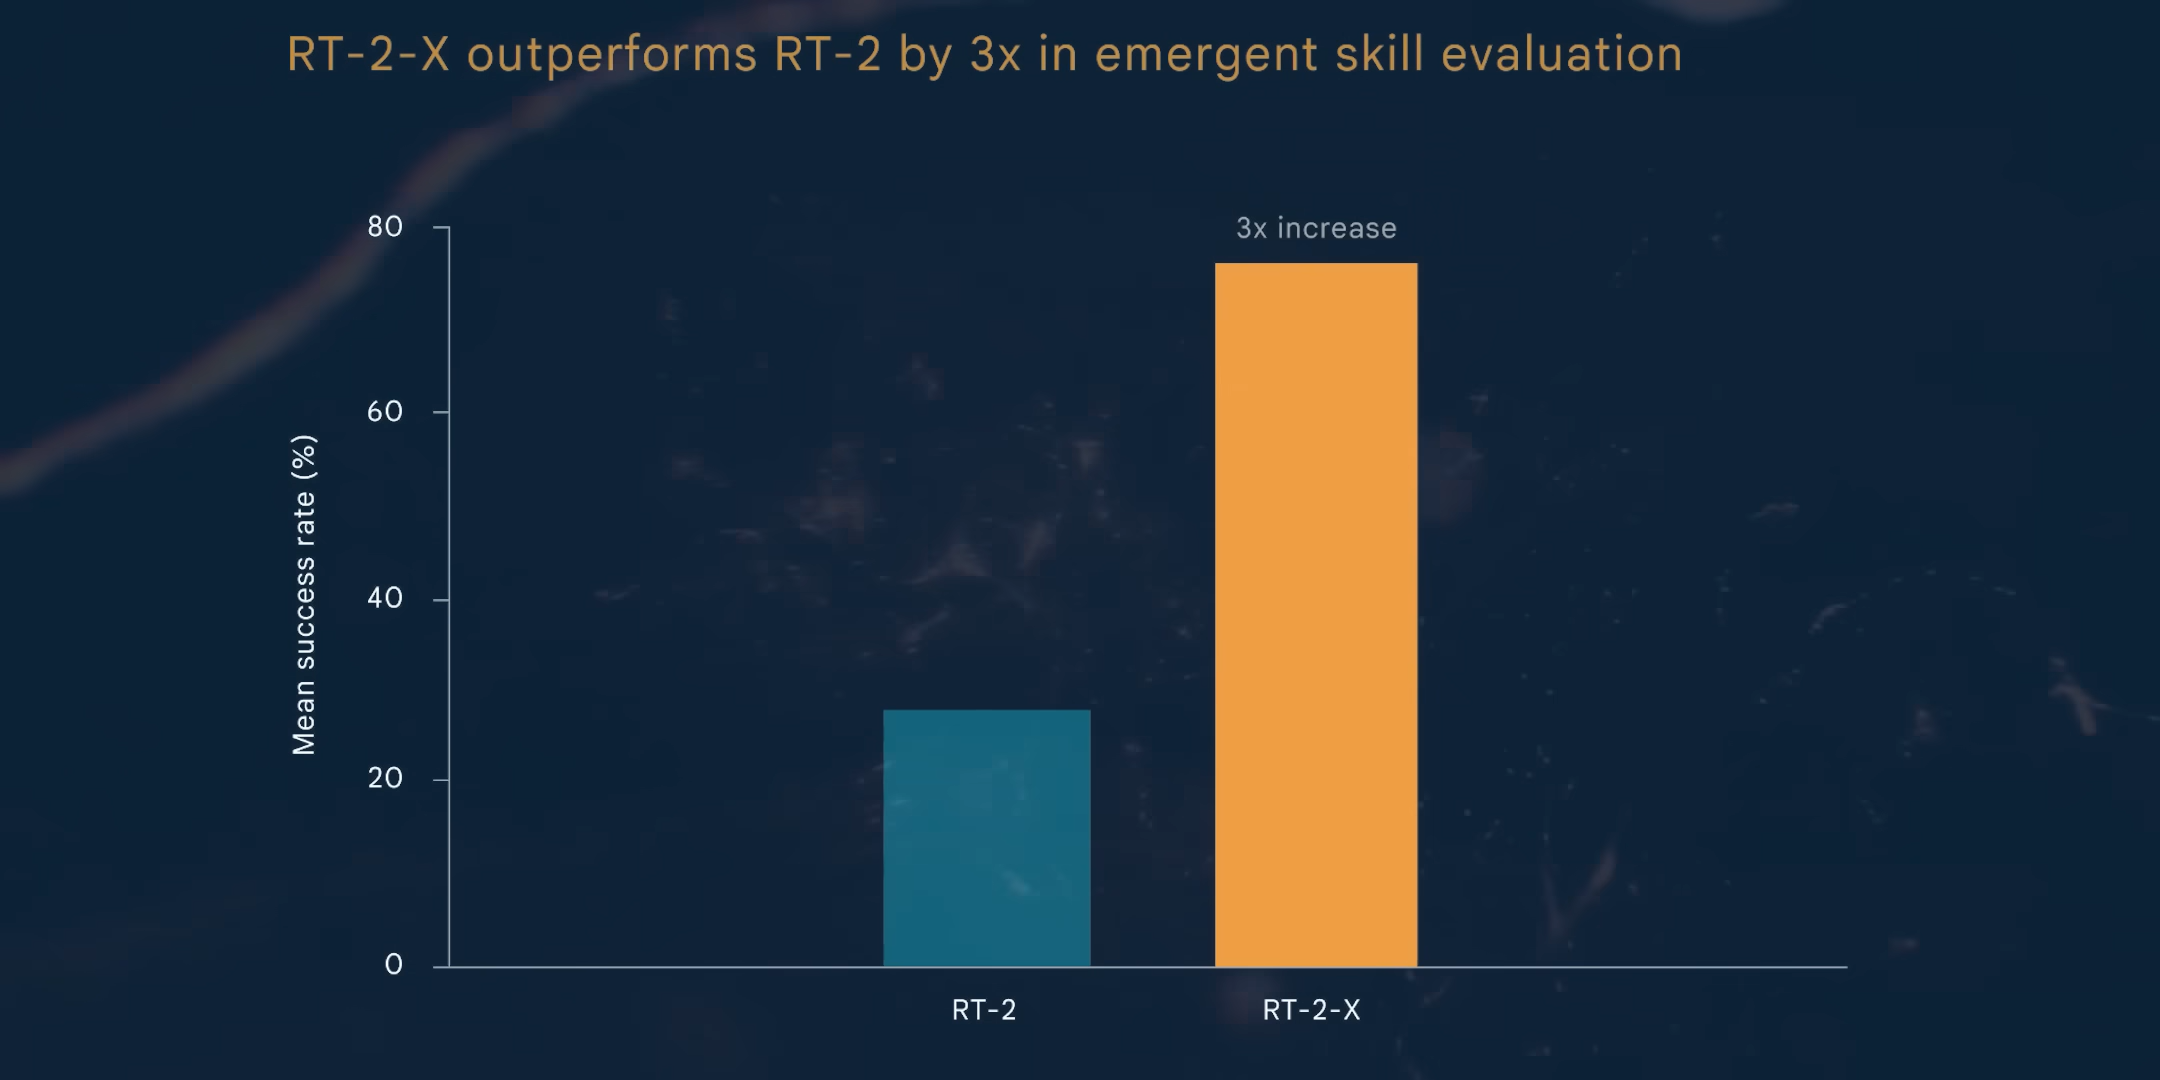 RT-2-X outperforms RT-2 by 3x in emergent skill evaluation
3x increase
80
60
40
20
0
Mean success rate (%)
RT-2
RT-2-X